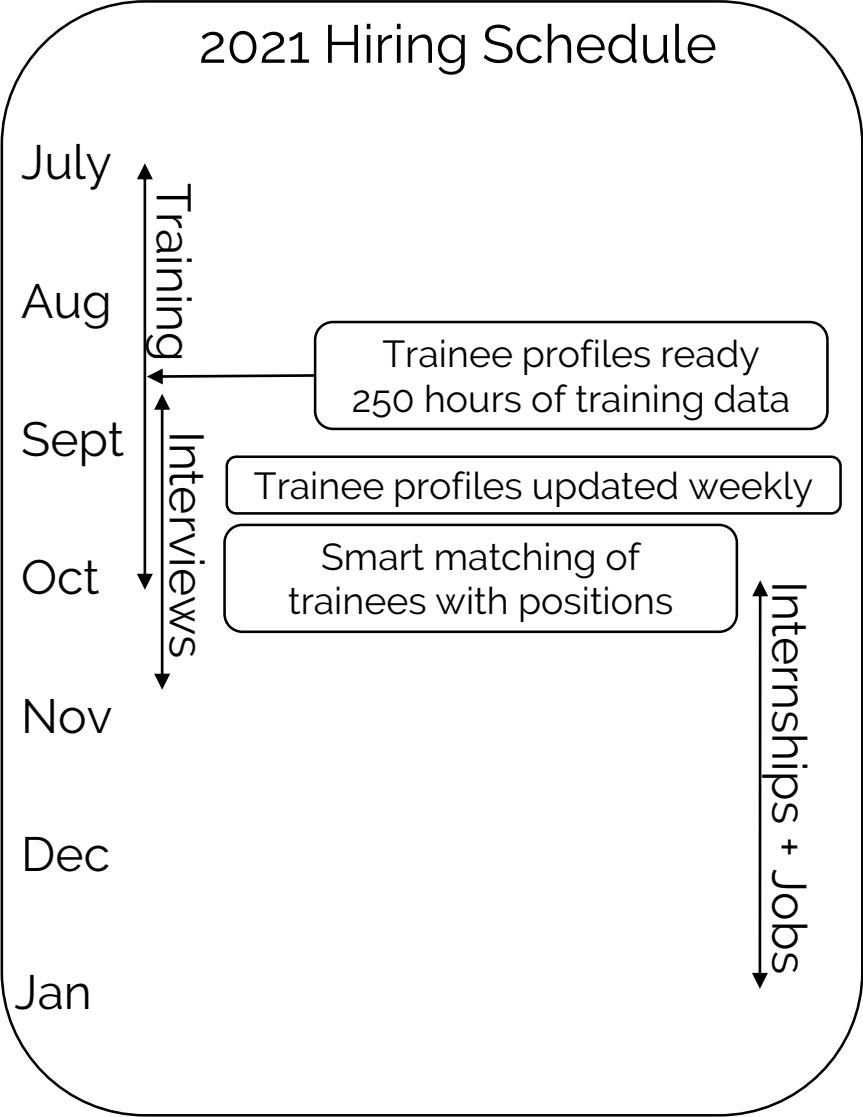 2021 Hiring Schedule
July
Training
Aug
Trainee profiles ready
250 hours of training data
Sept
Interviews
Trainee profiles updated weekly
Smart matching of
trainees with positions
Oct
Internships + Jobs
Nov
Dec
Jan